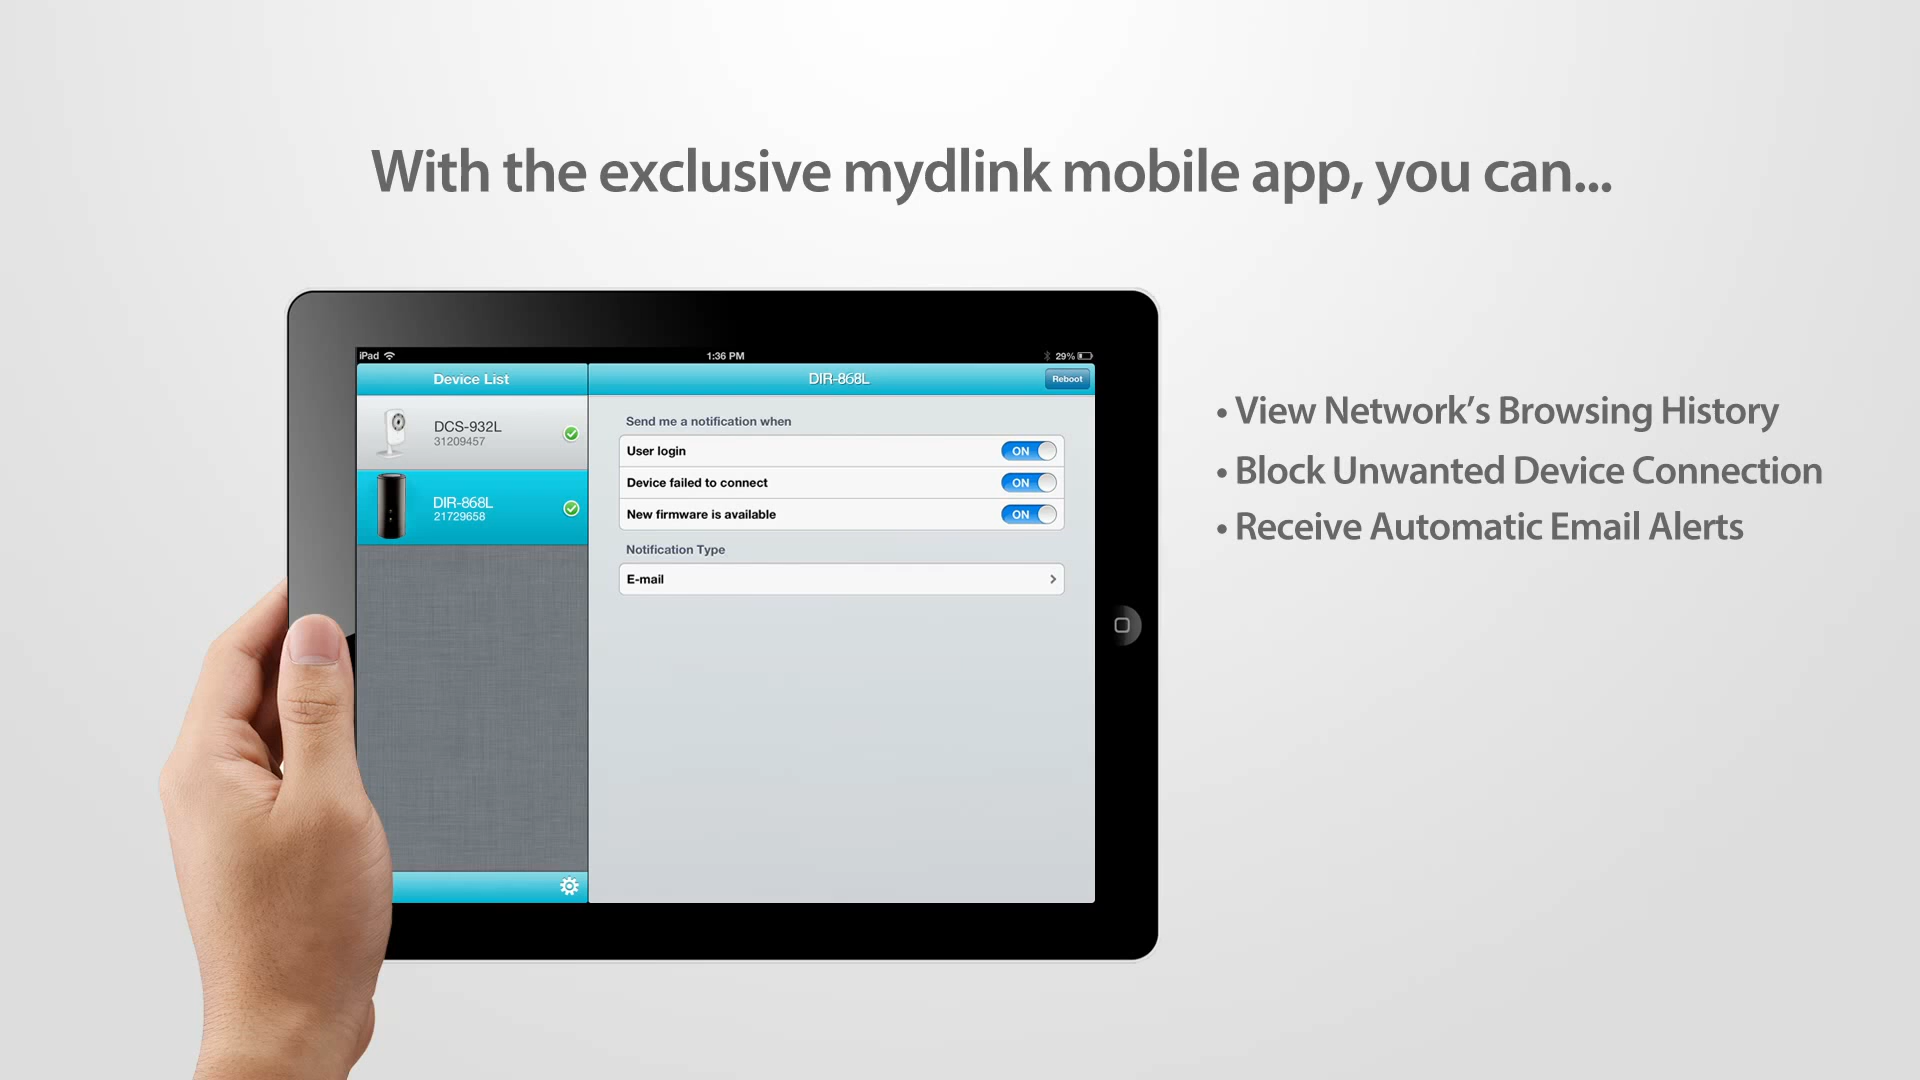 With the exclusive mydlink mobile app, you can...
iPad 1:36 PM 29%
Device List
DIR-868L
Reboot
DCS-932L
31209457
DIR-868L
21729658
Send me a notification when
User login ON
Device failed to connect ON
New firmware is available ON
Notification Type
E-mail
• View Network’s Browsing History
• Block Unwanted Device Connection
• Receive Automatic Email Alerts